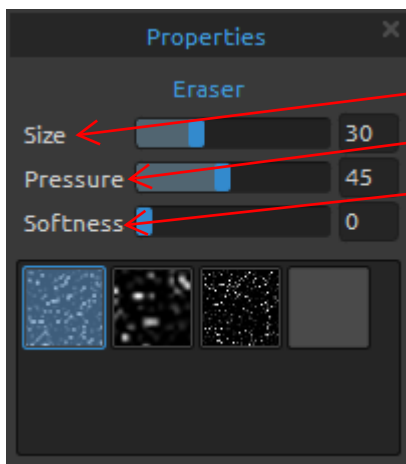 Properties
Eraser
Size 30
Pressure 45
Softness 0